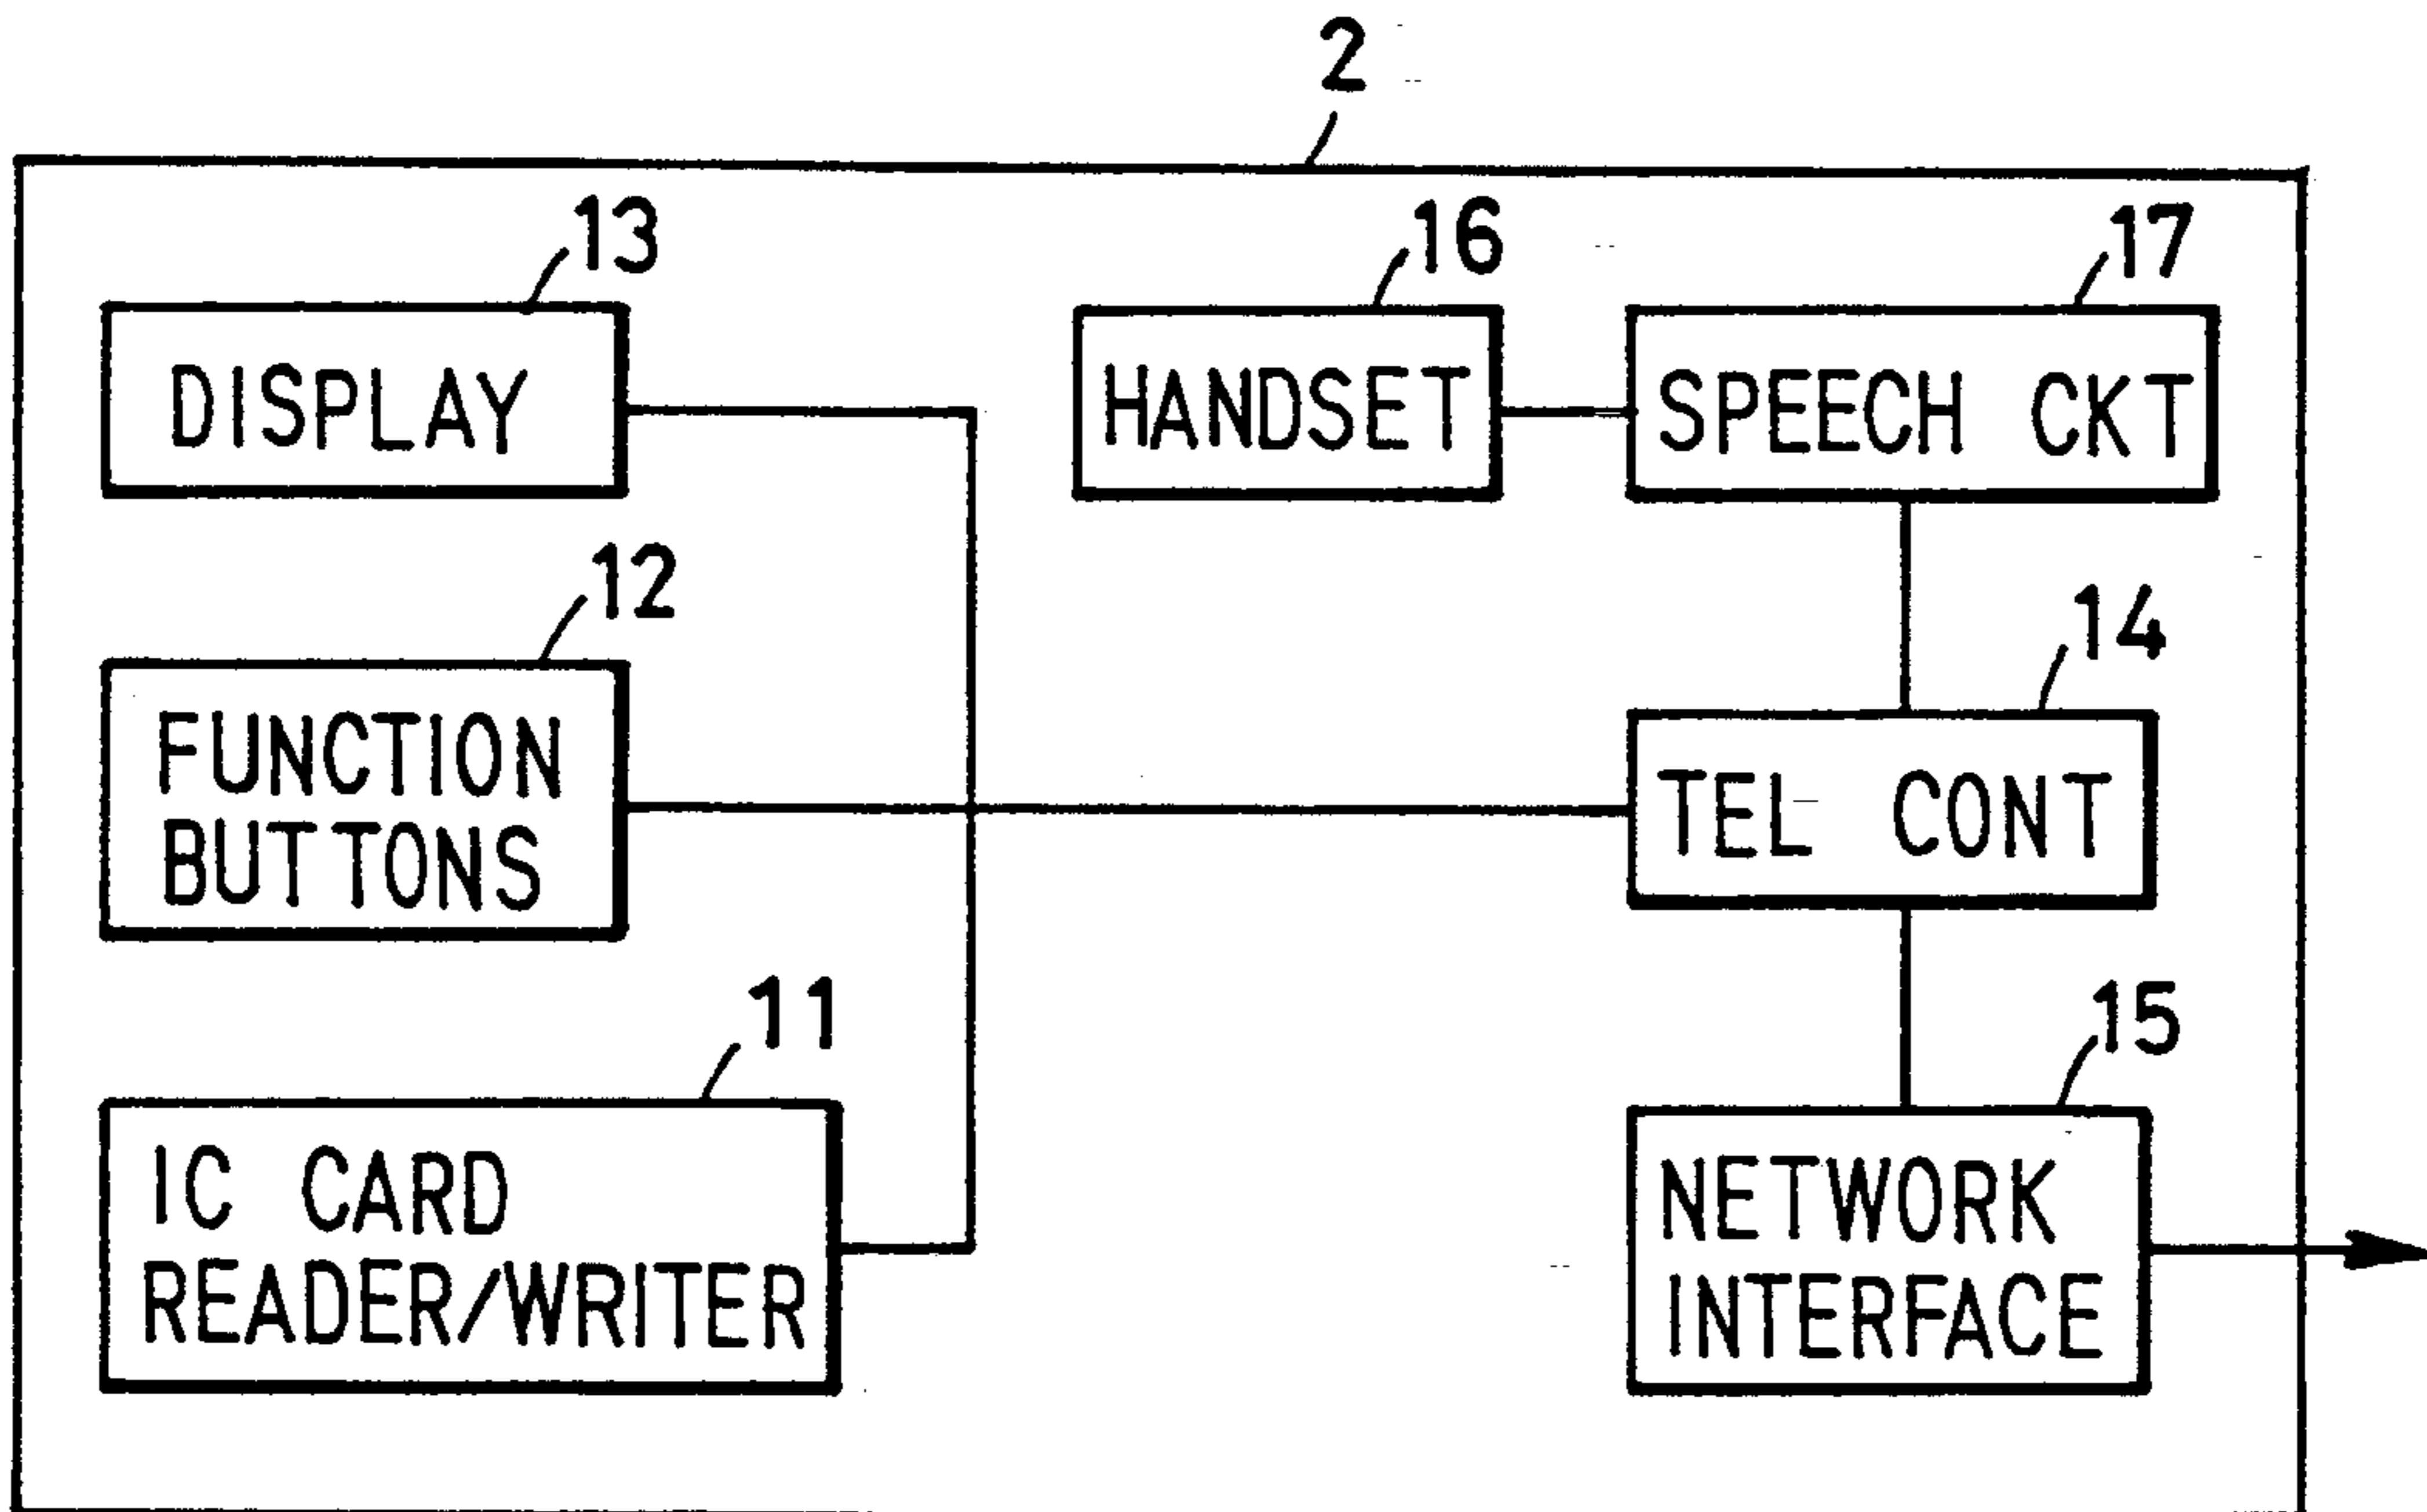 2
13
16
17
DISPLAY
HANDSET
SPEECH CKT
12
14
FUNCTION
BUTTONS
TEL CONT
11
15
IC CARD
READER/WRITER
NETWORK
INTERFACE